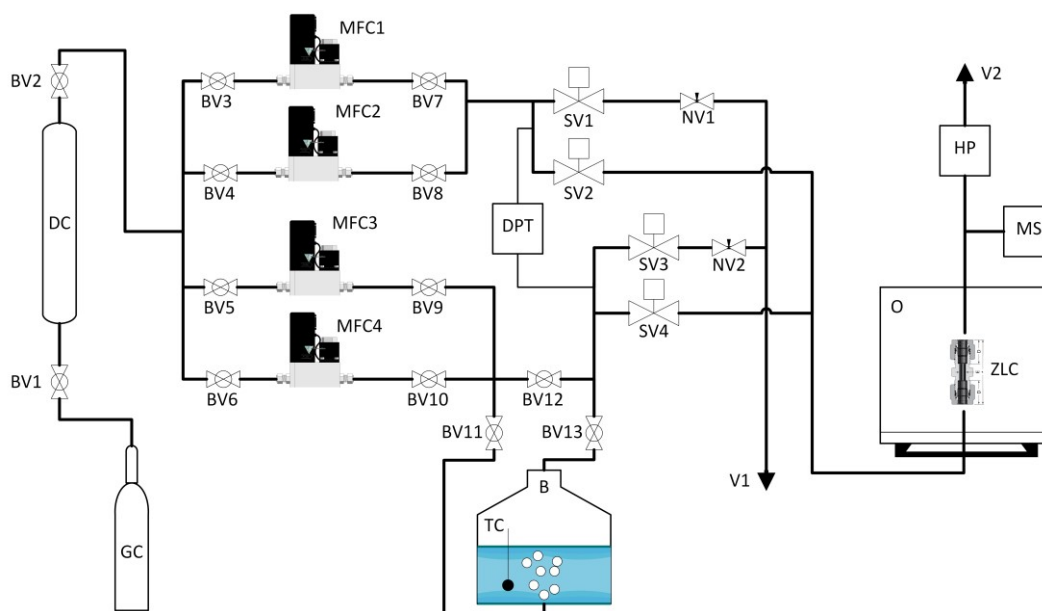 MFC1
BV2
BV3
BV7
V2
MFC2
SV1
NV1
HP
BV4
BV8
SV2
DC
MFC3
DPT
MS
SV3
NV2
BV5
BV9
O
MFC4
SV4
ZLC
BV1
BV6
BV10
BV12
BV11
BV13
V1
B
TC
GC